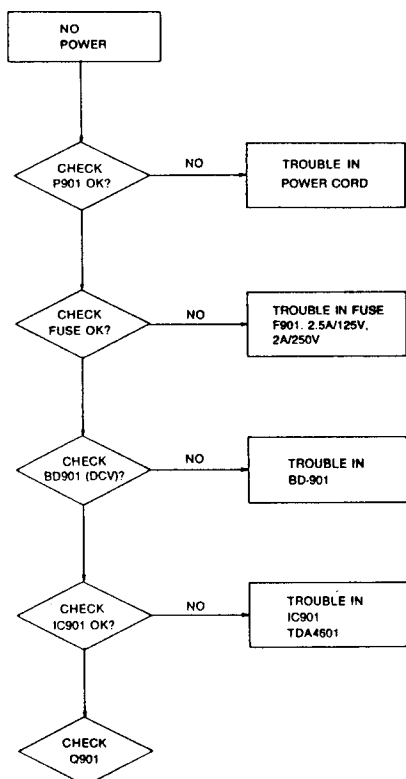 NO
POWER
CHECK
P901 OK?
NO
TROUBLE IN
POWER CORD
CHECK
FUSE OK?
NO
TROUBLE IN FUSE
F901. 2.5A/125V,
2A/250V
CHECK
BD901 (DCV)?
NO
TROUBLE IN
BD-901
CHECK
IC901 OK?
NO
TROUBLE IN
IC901
TDA4601
CHECK
Q901